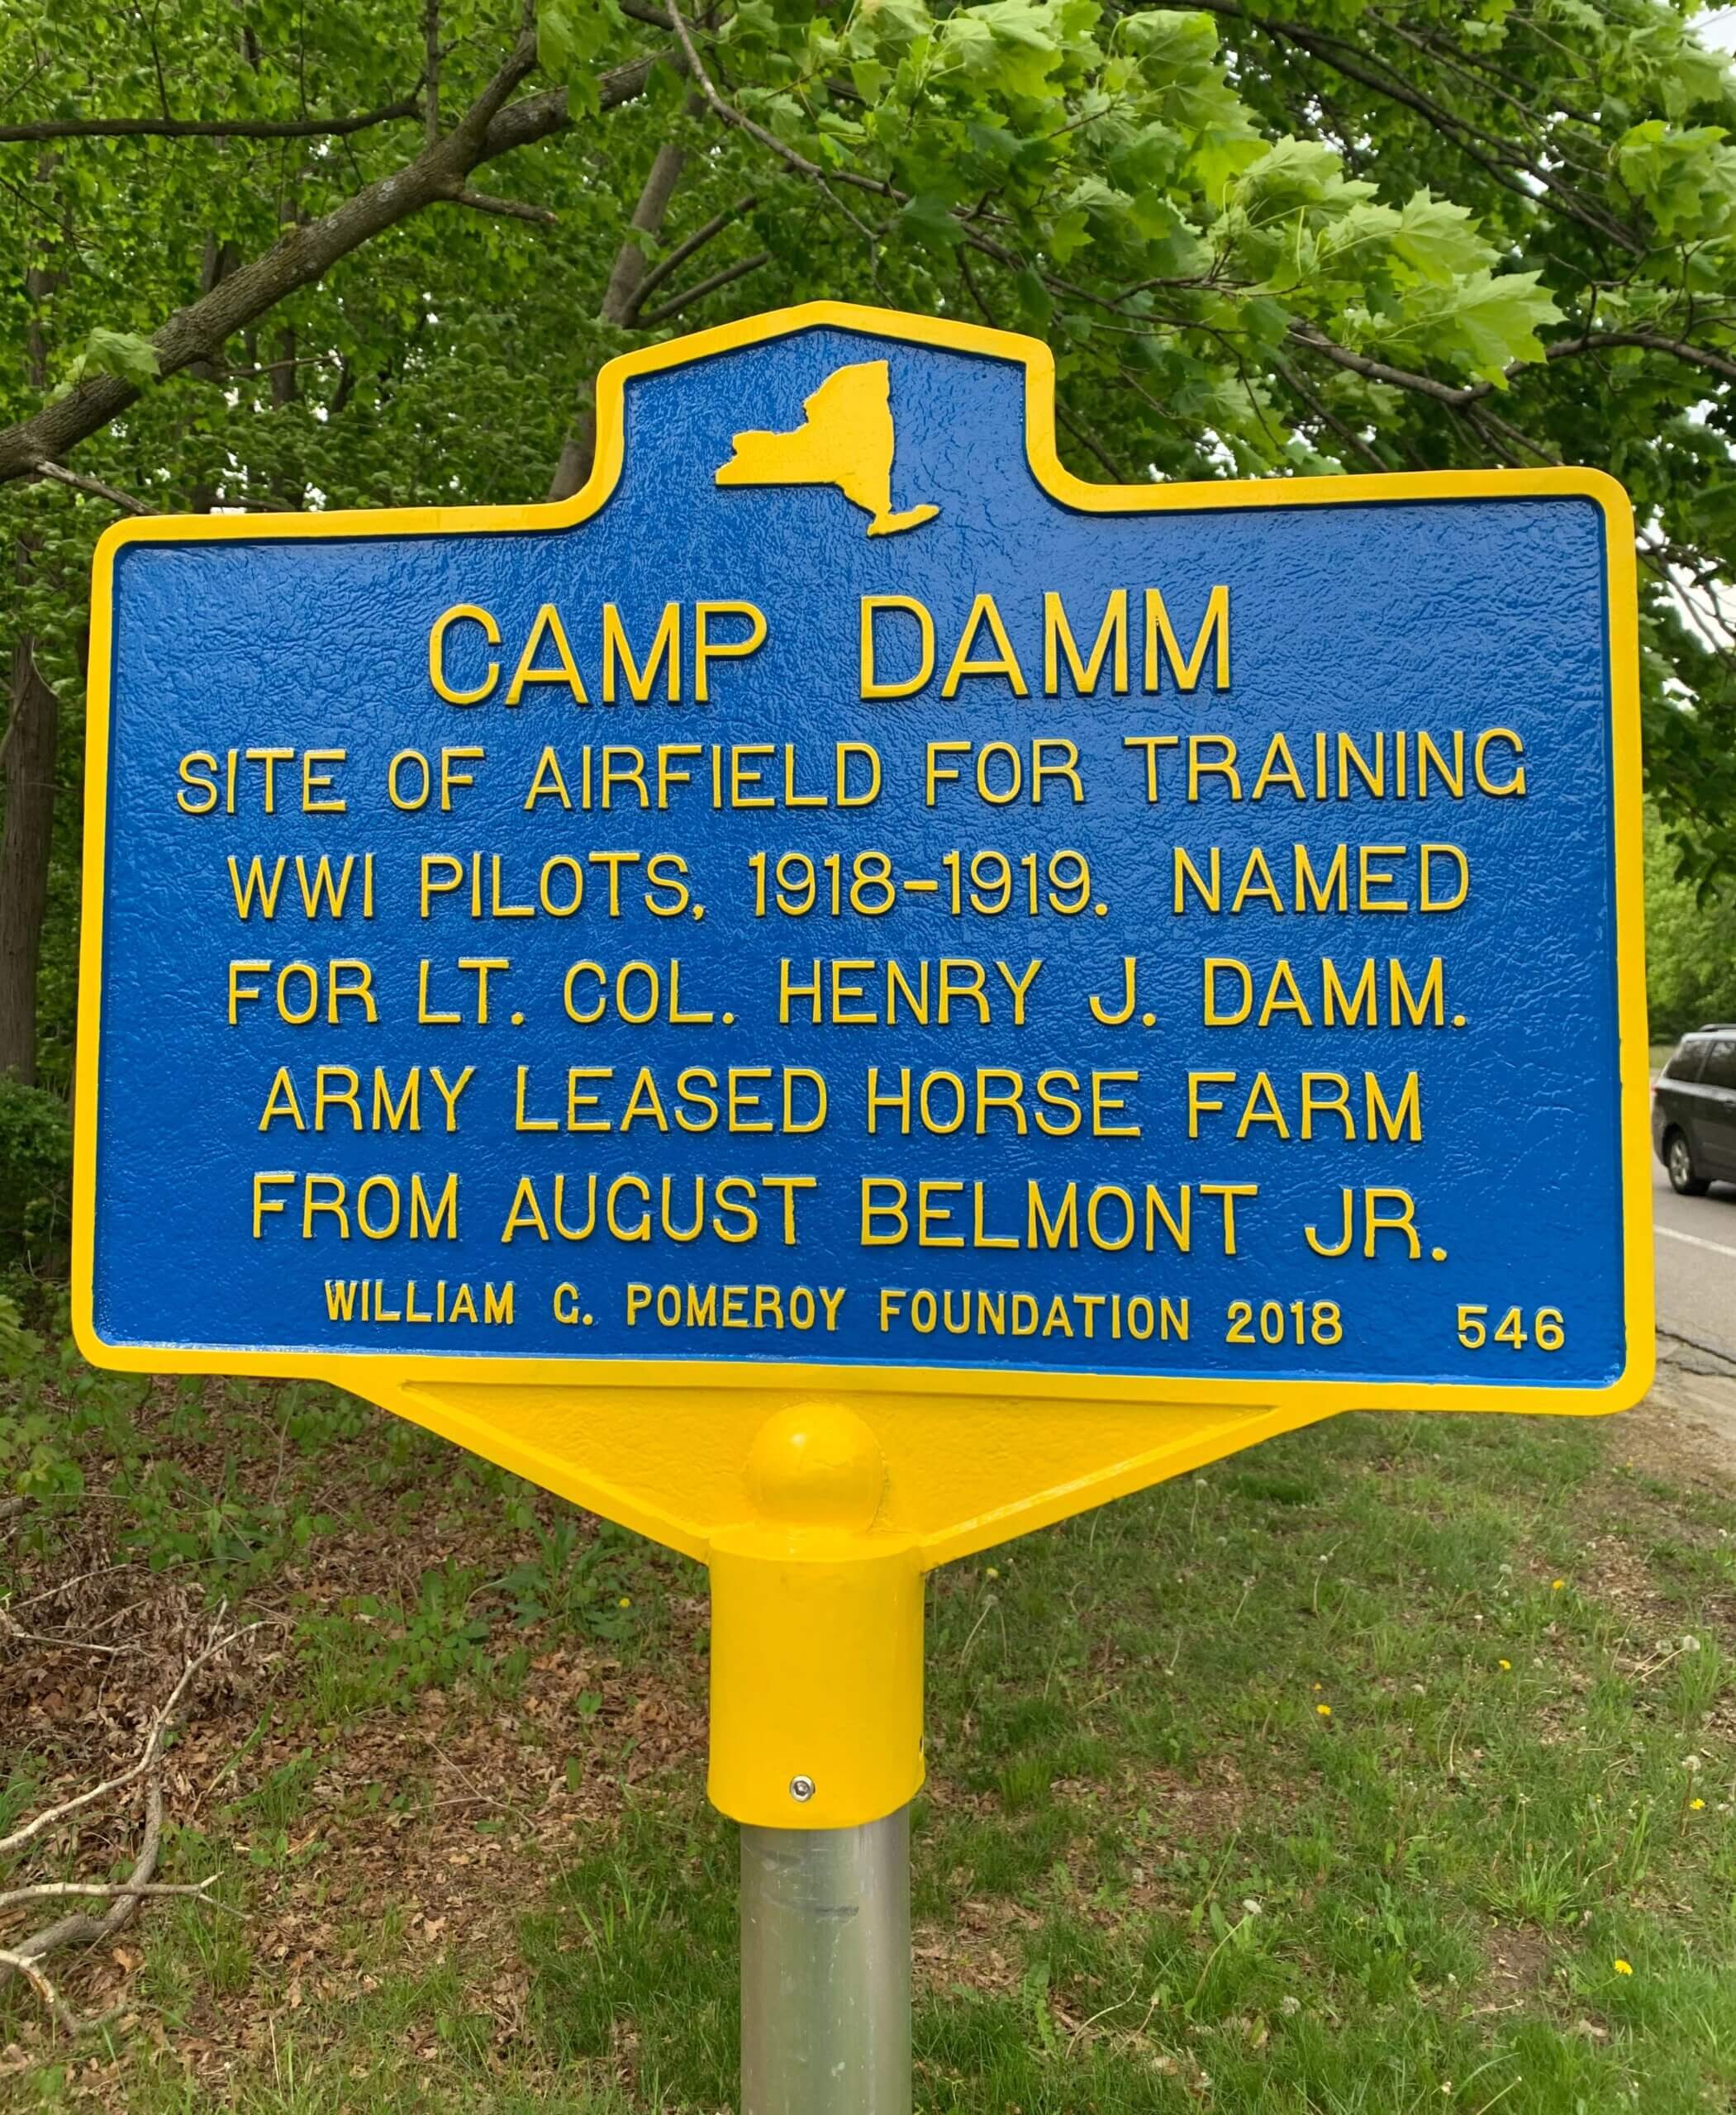 CAMP DAMM
SITE OF AIRFIELD FOR TRAINING
WWI PILOTS, 1918-1919. NAMED
FOR LT. COL. HENRY J. DAMM.
ARMY LEASED HORSE FARM
FROM AUGUST BELMONT JR.
WILLIAM G. POMEROY FOUNDATION 2018 546